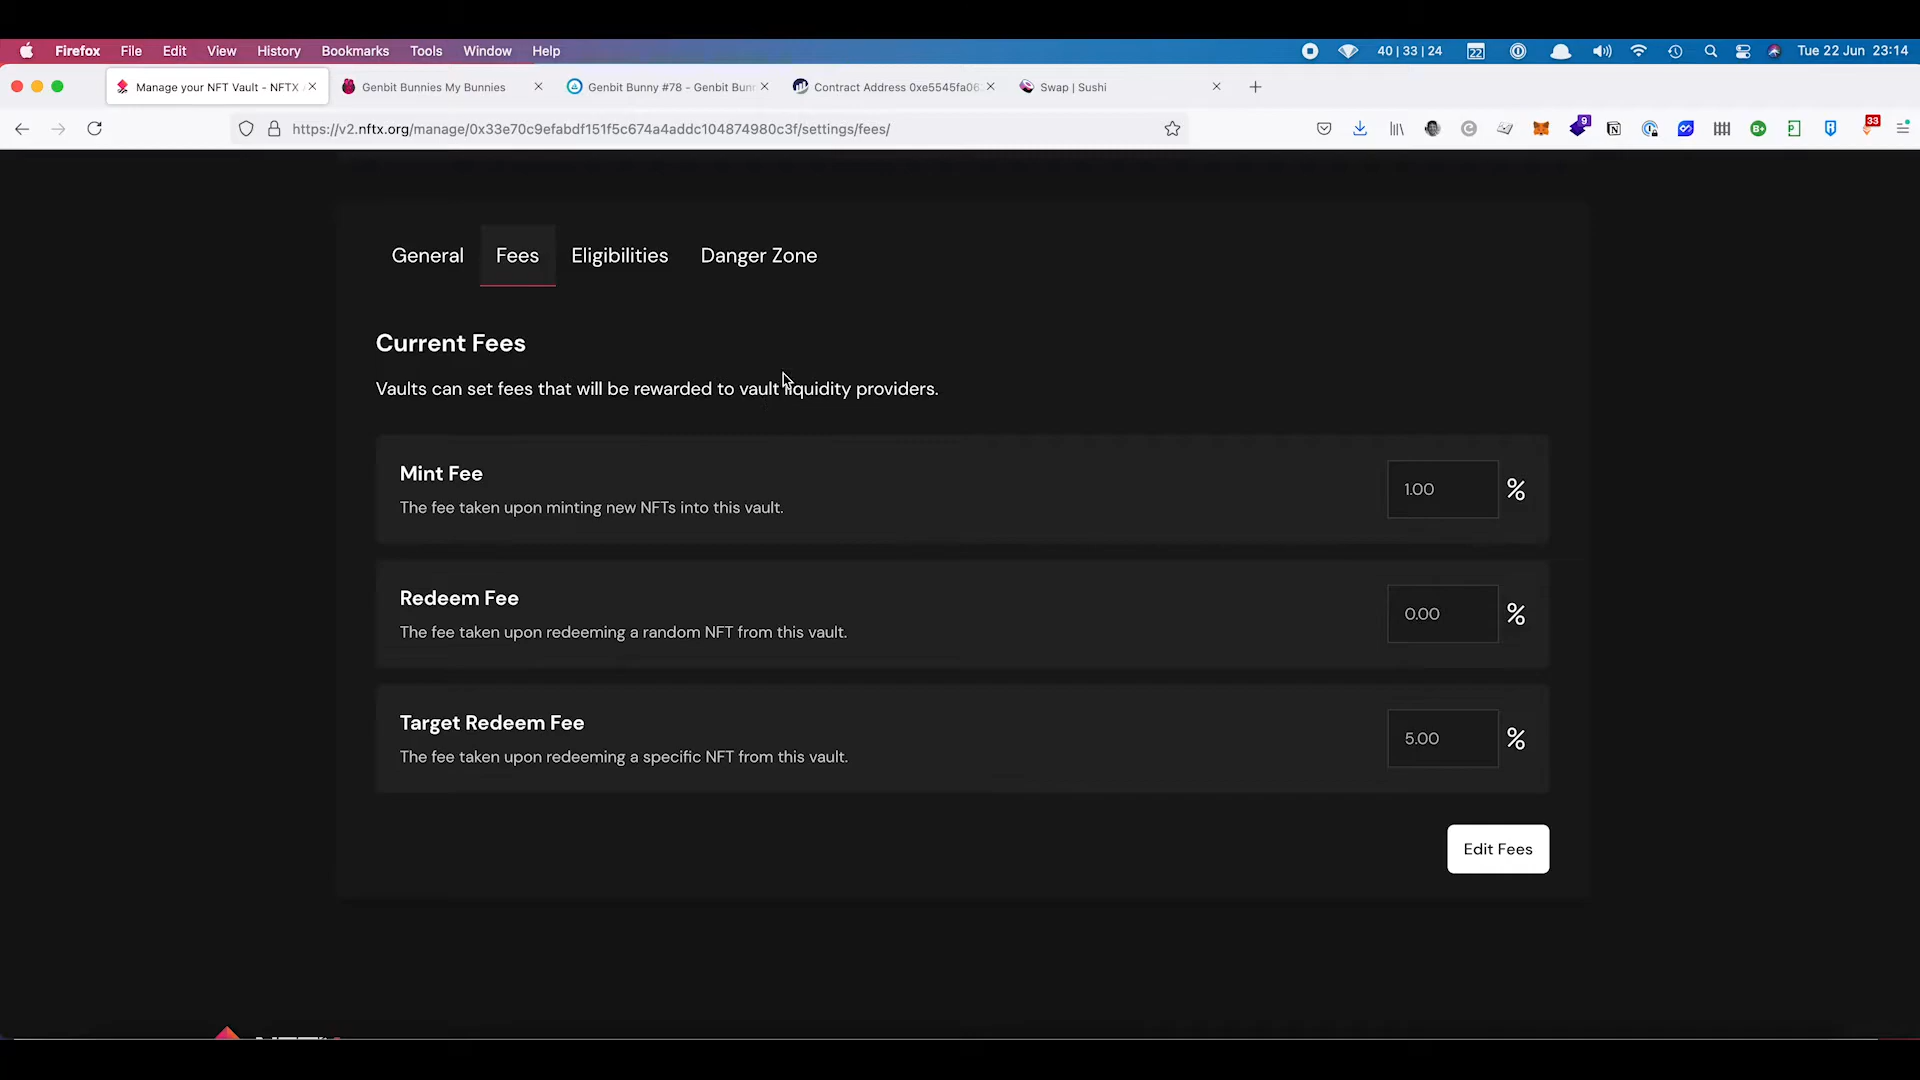 Firefox File Edit View History Bookmarks Tools Window Help 40 | 33 | 24 22 Tue 22 Jun 23:14
Manage your NFT Vault - NFTX Genbit Bunnies My Bunnies Genbit Bunny #78 - Genbit Bun Contract Address 0xe5545fa06 Swap | Sushi
https://v2.nftx.org/manage/0x33e70c9efabdf151f5c674a4addc104874980c3f/settings/fees/ 9 33
General Fees Eligibilities Danger Zone
Current Fees
Vaults can set fees that will be rewarded to vault liquidity providers.
Mint Fee
The fee taken upon minting new NFTs into this vault.
1.00 %
Redeem Fee
The fee taken upon redeeming a random NFT from this vault.
0.00 %
Target Redeem Fee
The fee taken upon redeeming a specific NFT from this vault.
5.00 %
Edit Fees